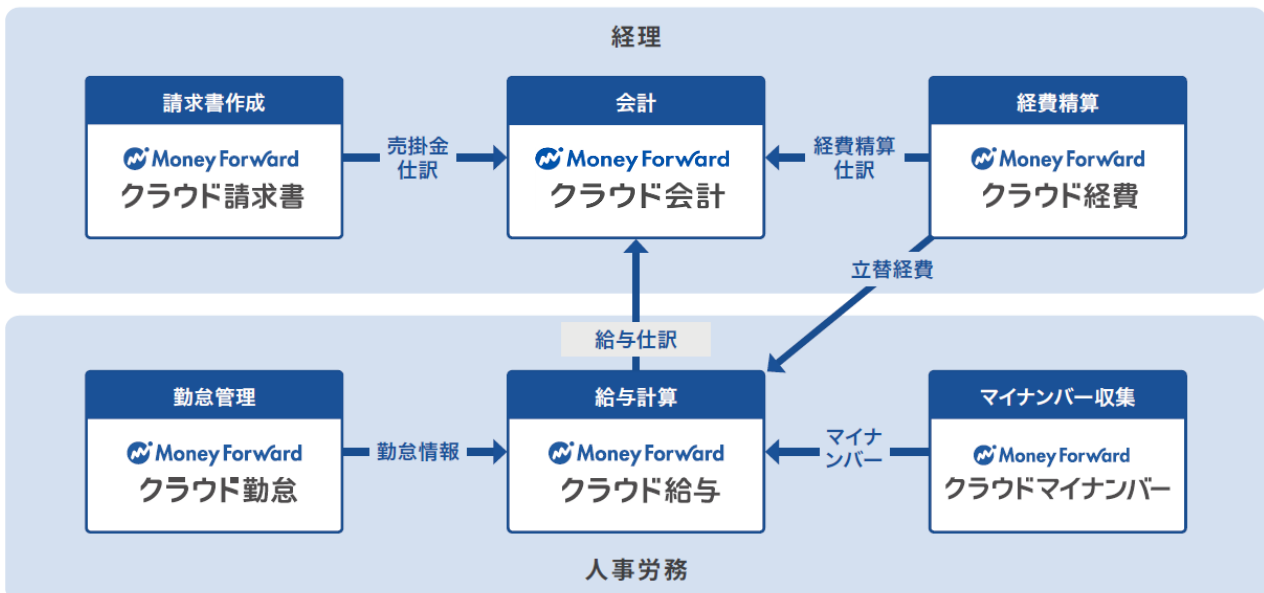 経理
請求書作成
Money Forward
クラウド請求書
売掛金
仕訳
会計
Money Forward
クラウド会計
経費精算
仕訳
経費精算
Money Forward
クラウド経費
立替経費
給与仕訳
勤怠管理
Money Forward
クラウド勤怠
勤怠情報
給与計算
Money Forward
クラウド給与
マイナ
ンバー
マイナンバー収集
Money Forward
クラウドマイナンバー
人事労務